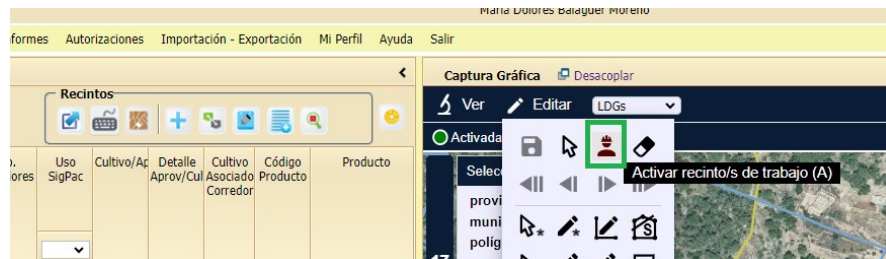 María Dolores Balaguer Moreno
Informes Autorizaciones Importación - Exportación Mi Perfil Ayuda Salir
Recintos
Captura Gráfica Desacoplar
Ver Editar LDGs
Activada
Activar recinto/s de trabajo (A)
Uso SigPac
Cultivo/Ap
Detalle Aprov/Cul
Cultivo Asociado Corredor
Código Producto
Producto
Selec
provi
muni
políg